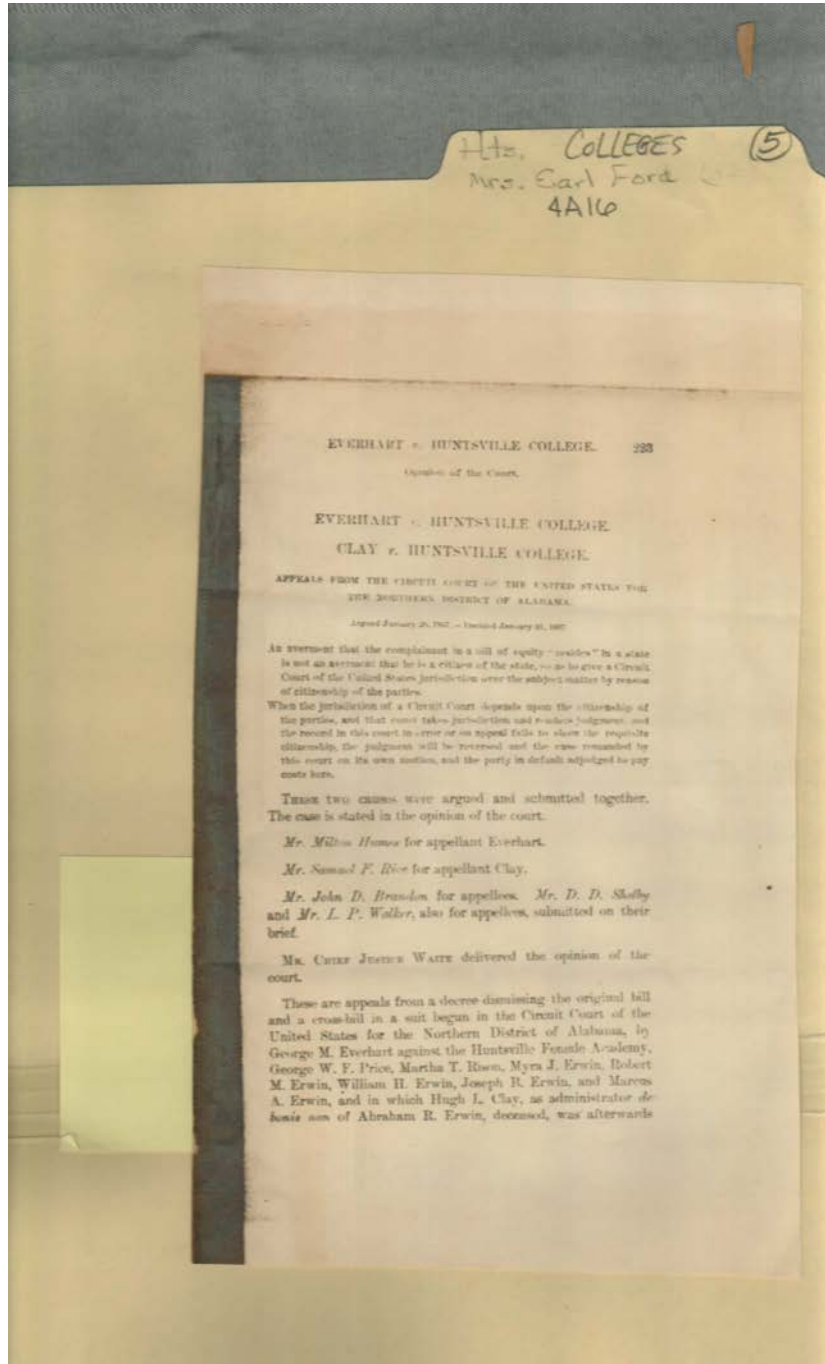 Hts. COLLEGES (5)
Mrs. Earl Ford
4A16
EVERHART v. HUNTSVILLE COLLEGE. 223
Opinion of the Court.
EVERHART v. HUNTSVILLE COLLEGE.
CLAY v. HUNTSVILLE COLLEGE.
APPEALS FROM THE CIRCUIT COURT OF THE UNITED STATES FOR
THE NORTHERN DISTRICT OF ALABAMA.
Argued January 1887. — Decided January 31, 1887.
An averment that the complainant in a bill of equity "resides" in a state
is not an averment that he is a citizen of the state, so as to give a Circuit
Court of the United States jurisdiction over the subject matter by reason
of citizenship of the parties.
When the jurisdiction of a Circuit Court depends upon the citizenship of
the parties, and that court takes jurisdiction and renders judgment, and
the record in this court in error or on appeal fails to show the requisite
citizenship, the judgment will be reversed and the case remanded by
this court on its own motion, and the party in default adjudged to pay
costs here.
THESE two causes were argued and submitted together.
The case is stated in the opinion of the court.
Mr. Milton Humes for appellant Everhart.
Mr. Samuel F. Rice for appellant Clay.
Mr. John D. Brandon for appellees. Mr. D. D. Shelby
and Mr. L. P. Walker, also for appellees, submitted on their
brief.
MR. CHIEF JUSTICE WAITE delivered the opinion of the
court.
These are appeals from a decree dismissing the original bill
and a cross-bill in a suit begun in the Circuit Court of the
United States for the Northern District of Alabama, by
George M. Everhart against the Huntsville Female Academy,
George W. F. Price, Martha T. Rison, Myra J. Erwin, Robert
M. Erwin, William H. Erwin, Joseph R. Erwin, and Marcus
A. Erwin, and in which Hugh L. Clay, as administrator de
bonis non of Abraham R. Erwin, deceased, was afterwards